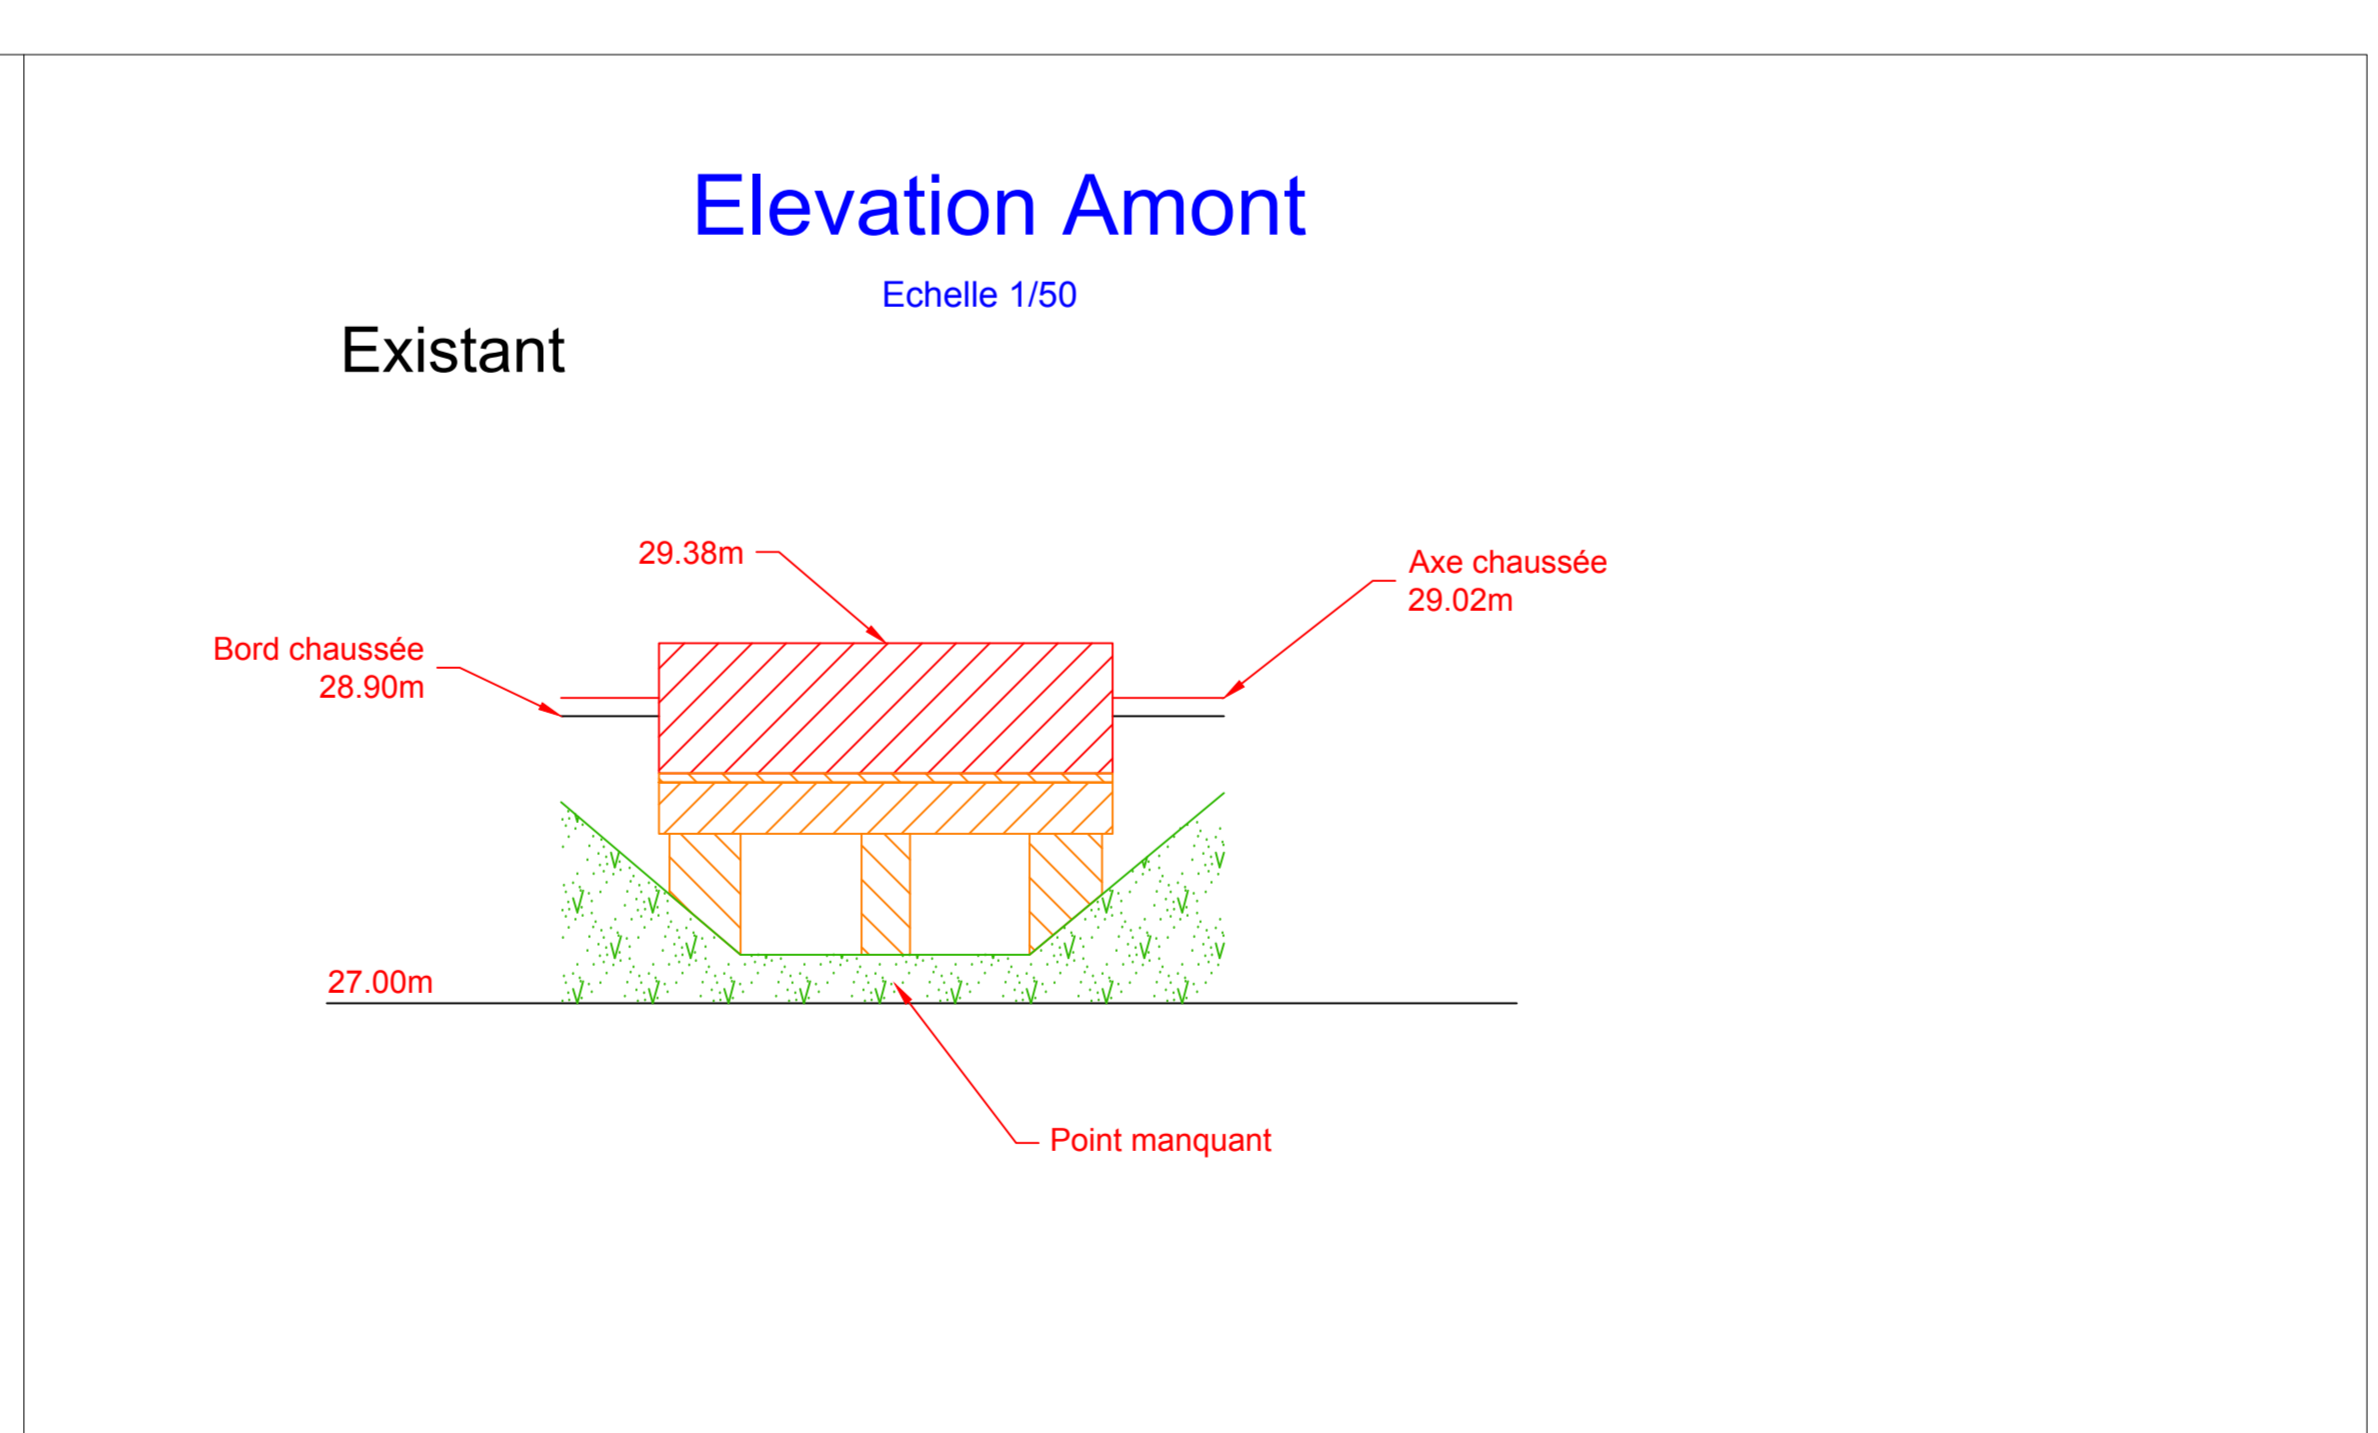 Elevation Amont
Echelle 1/50
Existant
29.38m
Axe chaussée
29.02m
Bord chaussée
28.90m
27.00m
Point manquant